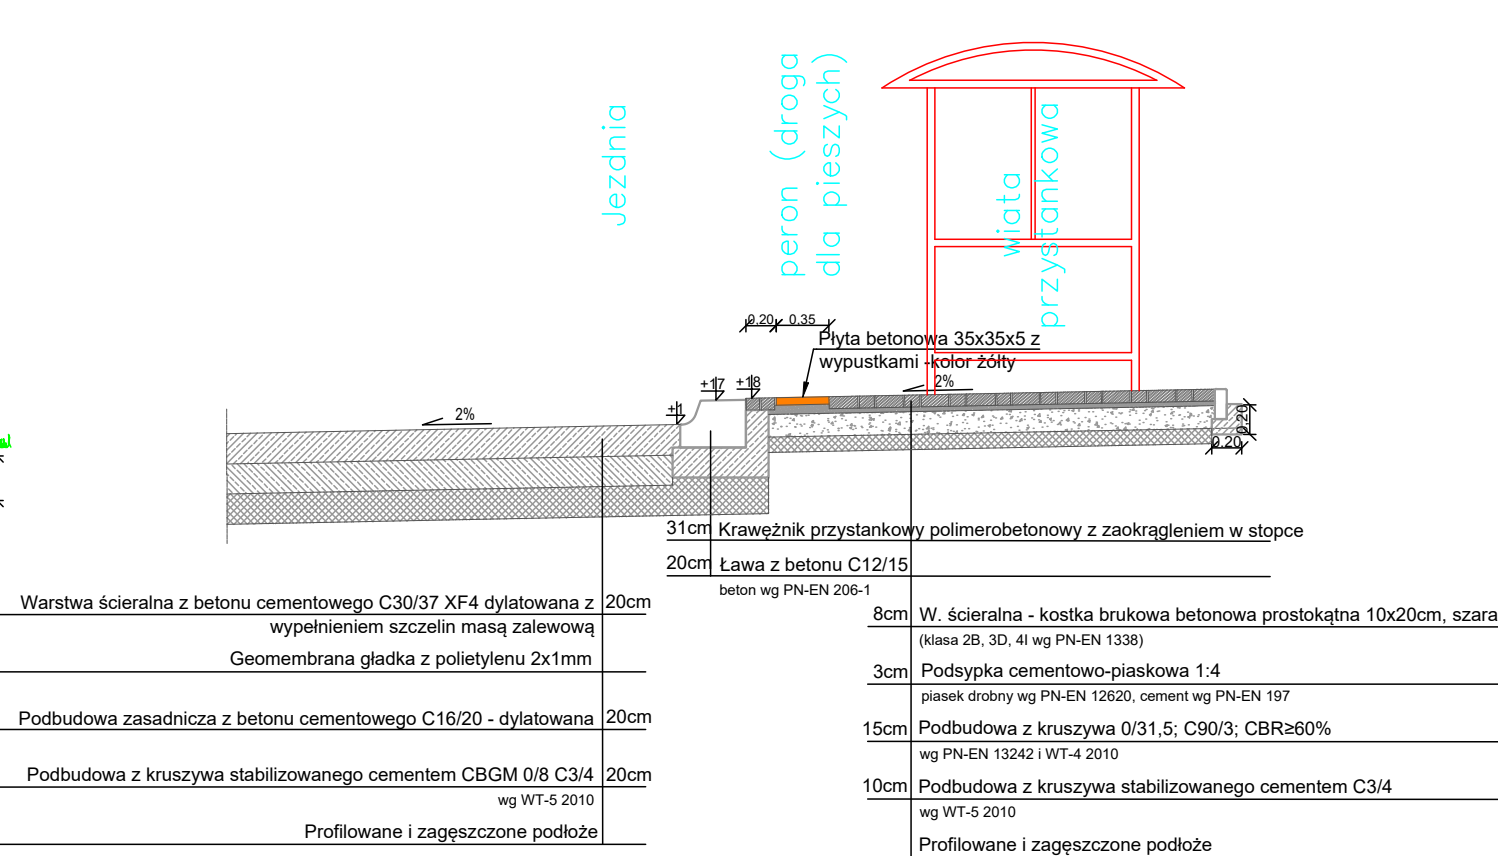 Jezdnia
peron (droga
dla pieszych)
wiata
przystankowa
0,20
0,35
Płyta betonowa 35x35x5 z
wypustkami -kolor żółty
+17
+18
2%
+1
2%
0,20
0,20
31cm Krawężnik przystankowy polimerobetonowy z zaokrągleniem w stopce
20cm Ława z betonu C12/15
beton wg PN-EN 206-1
Warstwa ścieralna z betonu cementowego C30/37 XF4 dylatowana z 20cm
wypełnieniem szczelin masą zalewową
Geomembrana gładka z polietylenu 2x1mm
Podbudowa zasadnicza z betonu cementowego C16/20 - dylatowana 20cm
Podbudowa z kruszywa stabilizowanego cementem CBGM 0/8 C3/4 20cm
wg WT-5 2010
Profilowane i zagęszczone podłoże
8cm W. ścieralna - kostka brukowa betonowa prostokątna 10x20cm, szara
(klasa 2B, 3D, 4I wg PN-EN 1338)
3cm Podsypka cementowo-piaskowa 1:4
piasek drobny wg PN-EN 12620, cement wg PN-EN 197
15cm Podbudowa z kruszywa 0/31,5; C90/3; CBR≥60%
wg PN-EN 13242 i WT-4 2010
10cm Podbudowa z kruszywa stabilizowanego cementem C3/4
wg WT-5 2010
Profilowane i zagęszczone podłoże